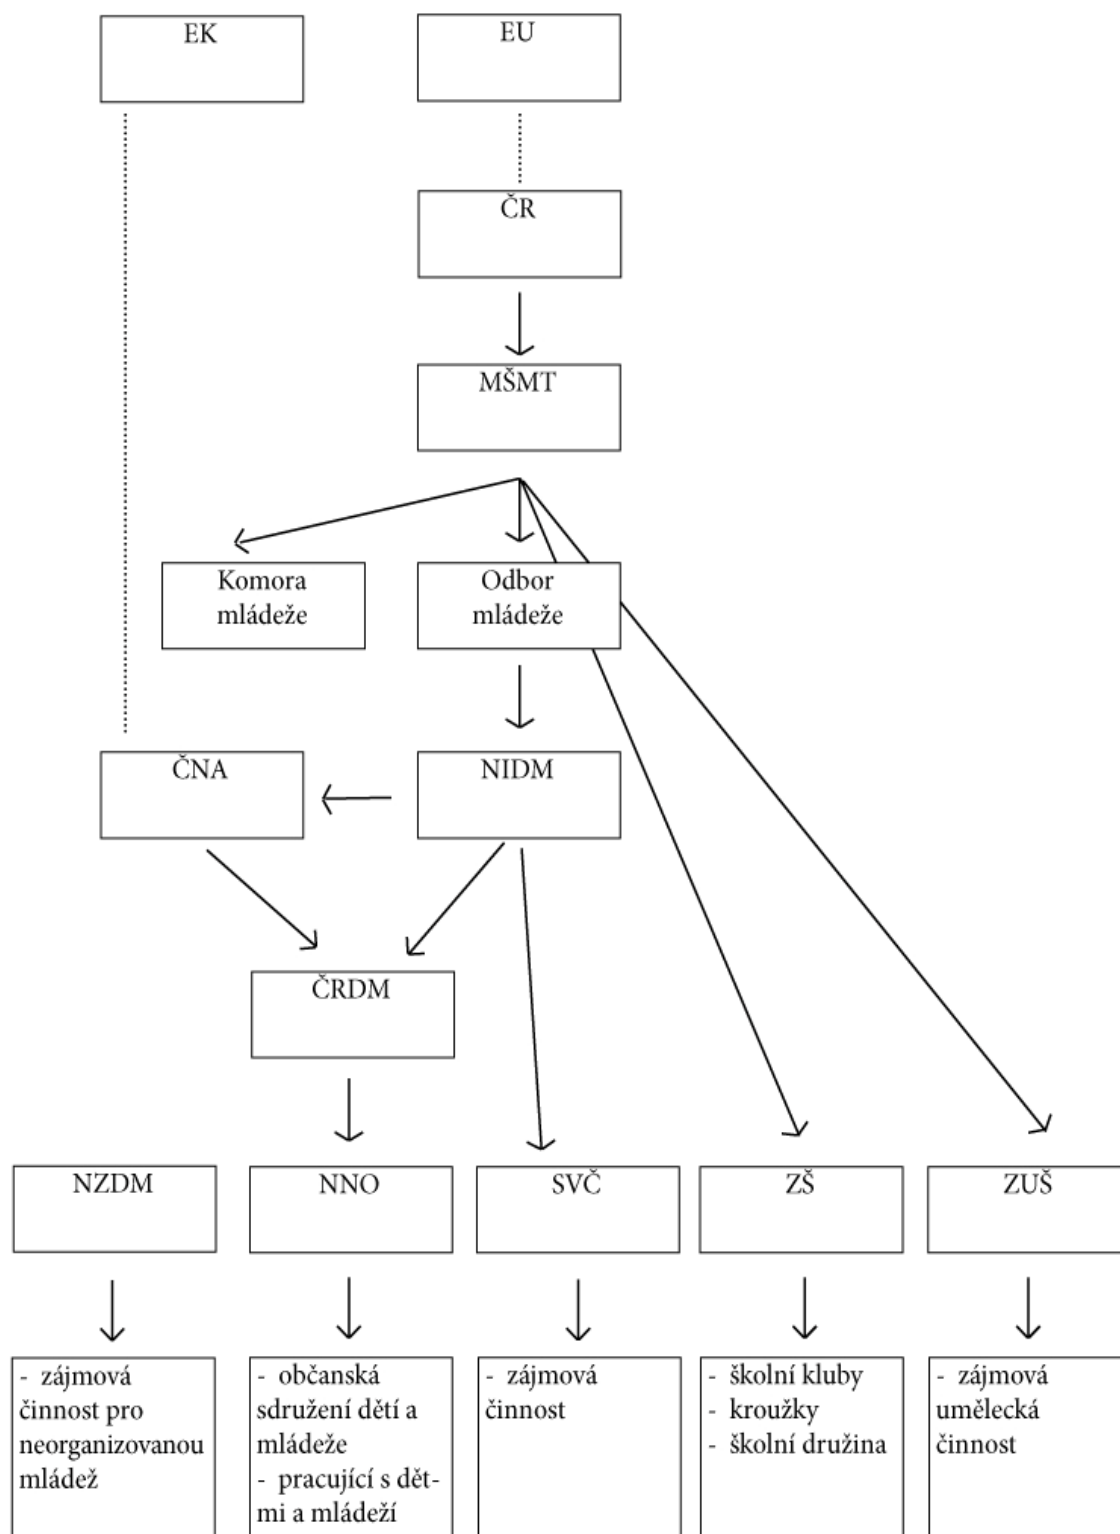 EK
EU
ČR
MŠMT
Komora
mládeže
Odbor
mládeže
ČNA
NIDM
ČRDM
NZDM
NNO
SVČ
ZŠ
ZUŠ
- zájmová
činnost pro
neorganizovanou
mládež
- občanská
sdružení dětí a
mládeže
- pracující s dět-
mi a mládeží
- zájmová
činnost
- školní kluby
- kroužky
- školní družina
- zájmová
umělecká
činnost